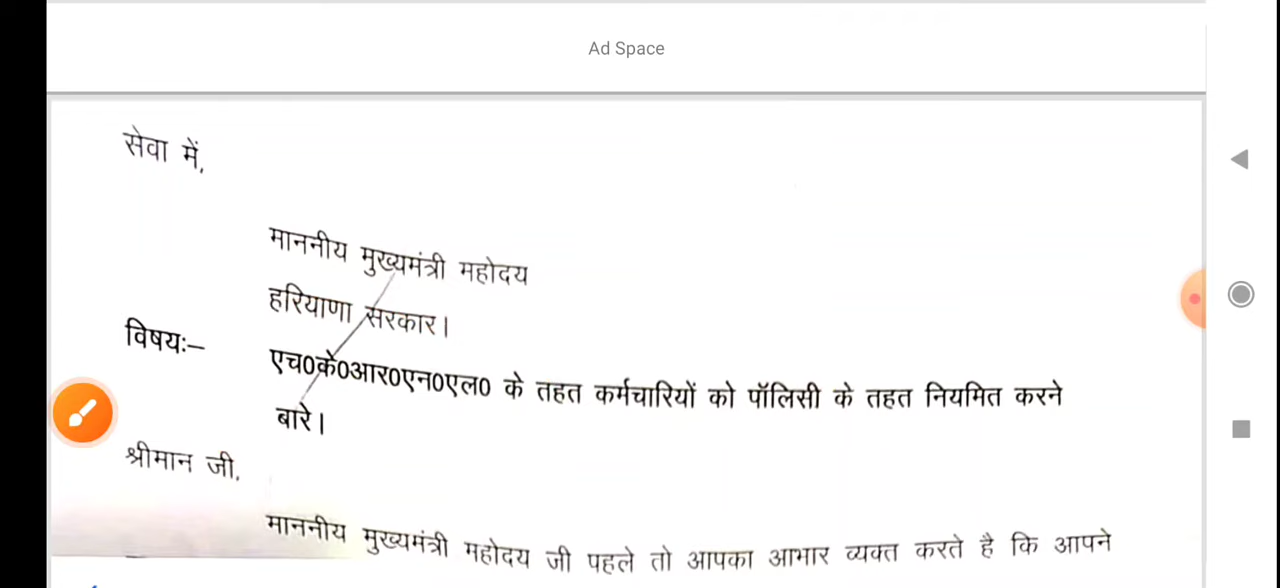 Ad Space
सेवा में,
माननीय मुख्यमंत्री महोदय
हरियाणा सरकार।
विषयः–
एच0के0आर0एन0एल0 के तहत कर्मचारियों को पॉलिसी के तहत नियमित करने
बारे।
श्रीमान जी,
माननीय मुख्यमंत्री महोदय जी पहले तो आपका आभार व्यक्त करते है कि आपने